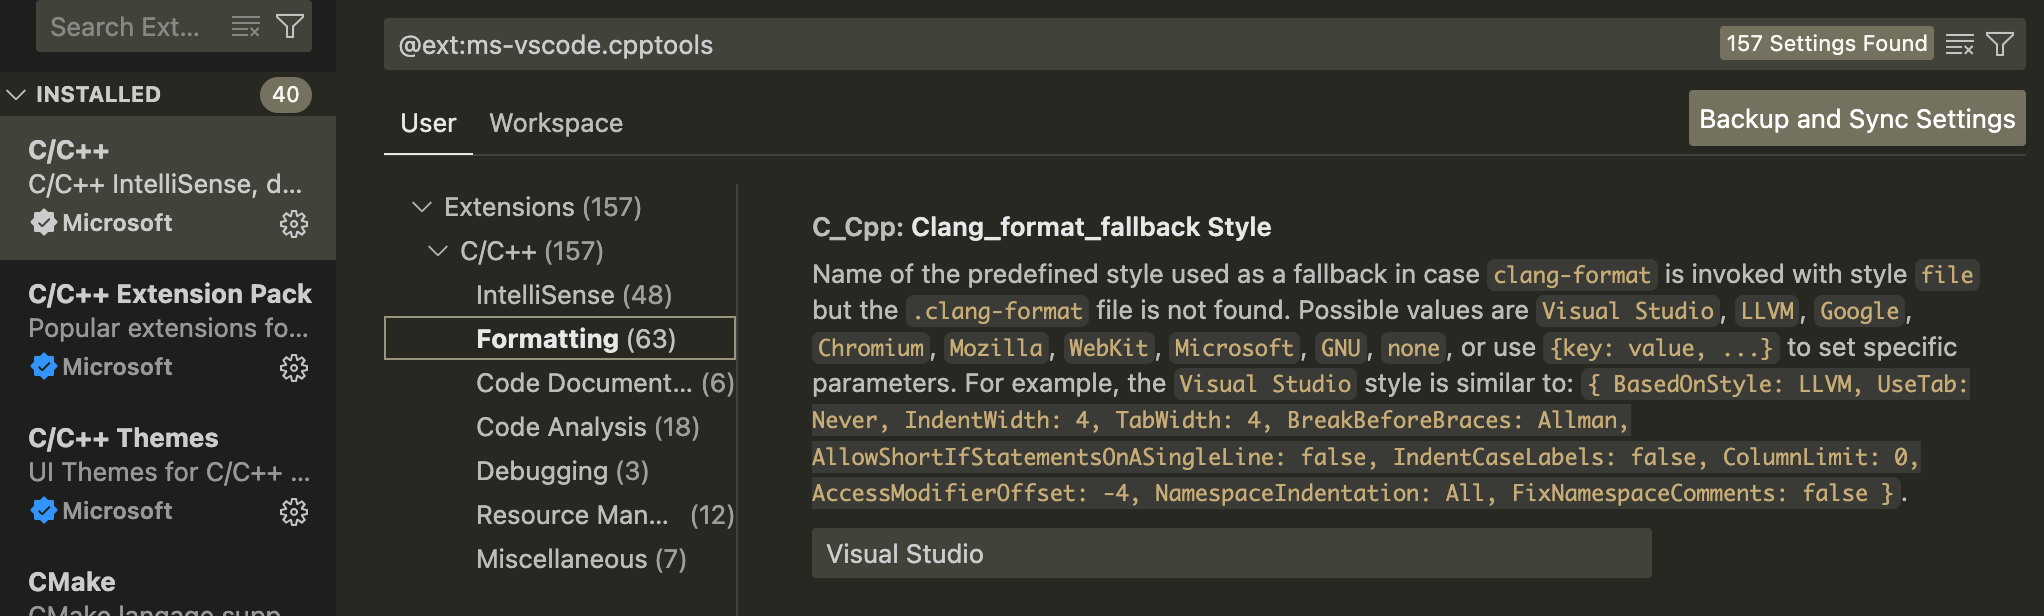 Search Ext...
@ext:ms-vscode.cpptools
157 Settings Found
INSTALLED
40
User
Workspace
Backup and Sync Settings
C/C++
C/C++ IntelliSense, d...
Microsoft
C/C++ Extension Pack
Popular extensions fo...
Microsoft
C/C++ Themes
UI Themes for C/C++ ...
Microsoft
CMake
CMake langage supp
Extensions (157)
C/C++ (157)
IntelliSense (48)
Formatting (63)
Code Document... (6)
Code Analysis (18)
Debugging (3)
Resource Man... (12)
Miscellaneous (7)
C_Cpp: Clang_format_fallback Style
Name of the predefined style used as a fallback in case clang-format is invoked with style file
but the .clang-format file is not found. Possible values are Visual Studio, LLVM, Google,
Chromium, Mozilla, WebKit, Microsoft, GNU, none, or use {key: value, ...} to set specific
parameters. For example, the Visual Studio style is similar to: { BasedOnStyle: LLVM, UseTab:
Never, IndentWidth: 4, TabWidth: 4, BreakBeforeBraces: Allman,
AllowShortIfStatementsOnASingleLine: false, IndentCaseLabels: false, ColumnLimit: 0,
AccessModifierOffset: -4, NamespaceIndentation: All, FixNamespaceComments: false }.
Visual Studio